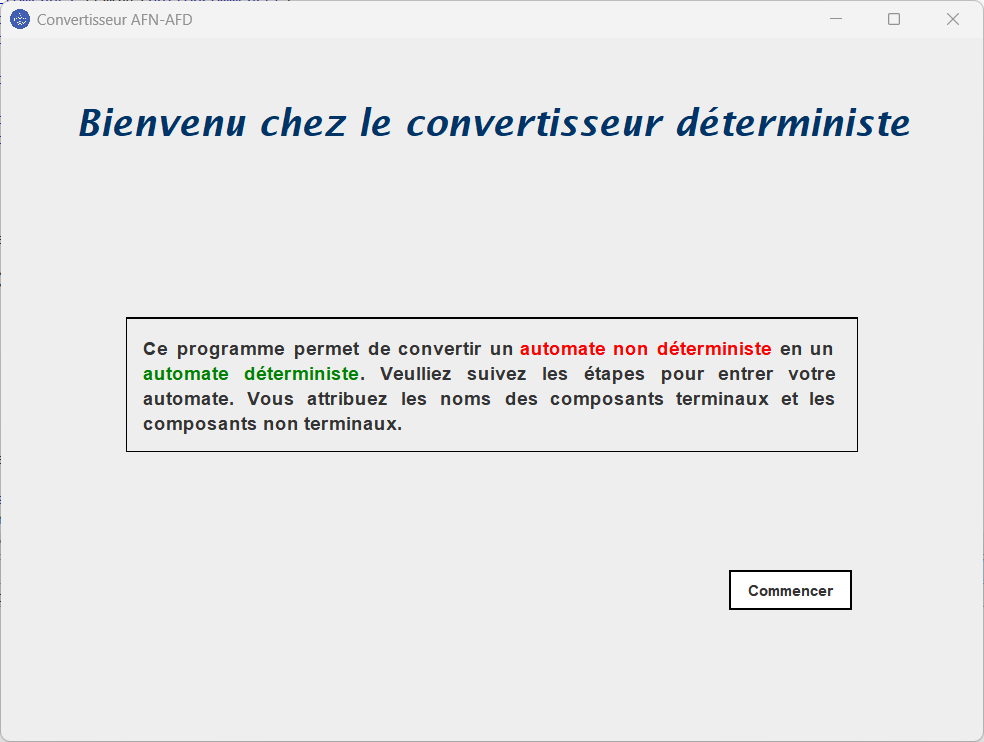 Convertisseur AFN-AFD
Bienvenu chez le convertisseur déterministe
Ce programme permet de convertir un automate non déterministe en un
automate déterministe. Veulliez suivez les étapes pour entrer votre
automate. Vous attribuez les noms des composants terminaux et les
composants non terminaux.
Commencer